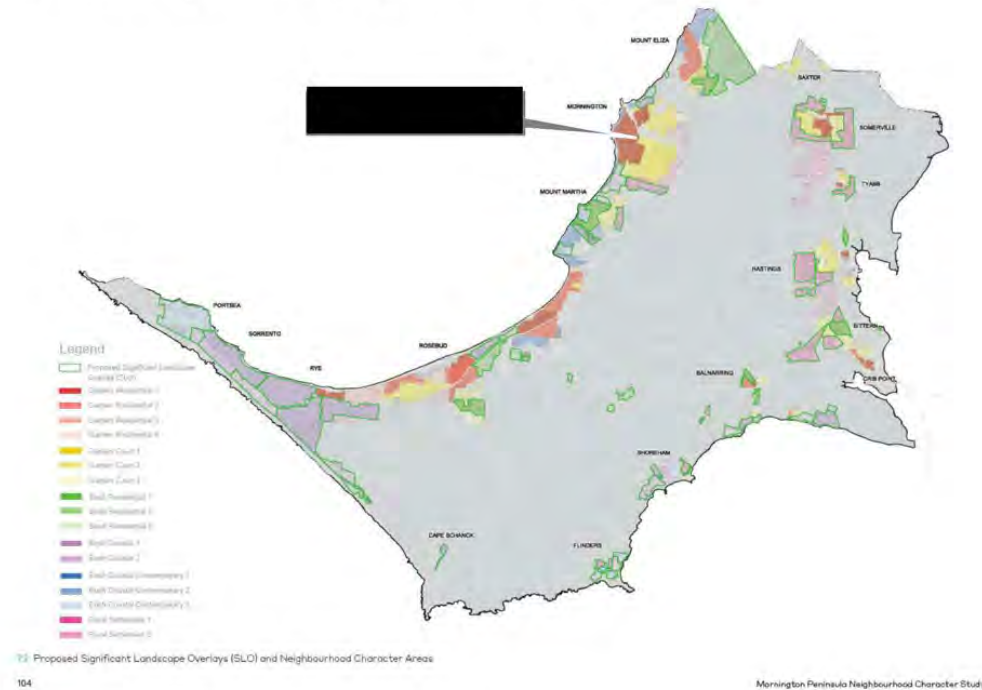 MOUNT ELIZA
BAXTER
MORNINGTON
SOMERVILLE
TYABB
MOUNT MARTHA
HASTINGS
PORTSEA
SORRENTO
BITTERN
ROSEBUD
RYE
BALNARRING
CRIB POINT
SHOREHAM
CAPE SCHANCK
FLINDERS
Legend
Proposed Significant Landscape
Overlay (SLO)
Garden Residential 1
Garden Residential 2
Garden Residential 3
Garden Residential 4
Garden Court 1
Garden Court 2
Garden Court 3
Bush Residential 1
Bush Residential 2
Bush Residential 3
Bush Coastal 1
Bush Coastal 2
Bush Coastal Contemporary 1
Bush Coastal Contemporary 2
Bush Coastal Contemporary 3
Rural Settlement 1
Rural Settlement 2
Proposed Significant Landscape Overlays (SLO) and Neighbourhood Character Areas
104
Mornington Peninsula Neighbourhood Character Stud